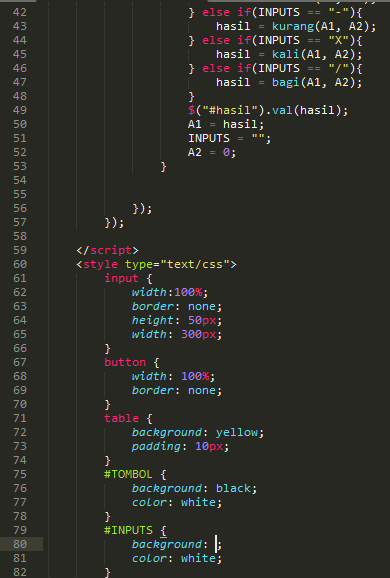 42 } else if(INPUTS == "-"){
43 hasil = kurang(A1, A2);
44 } else if(INPUTS == "X"){
45 hasil = kali(A1, A2);
46 } else if(INPUTS == "/"){
47 hasil = bagi(A1, A2);
48 }
49 $("#hasil").val(hasil);
50 A1 = hasil;
51 INPUTS = "";
52 A2 = 0;
53 }
54
55
56 });
57 });
58
59 </script>
60 <style type="text/css">
61 input {
62 width:100%;
63 border: none;
64 height: 50px;
65 width: 300px;
66 }
67 button {
68 width: 100%;
69 border: none;
70 }
71 table {
72 background: yellow;
73 padding: 10px;
74 }
75 #TOMBOL {
76 background: black;
77 color: white;
78 }
79 #INPUTS {
80 background: ;
81 color: white;
82 }